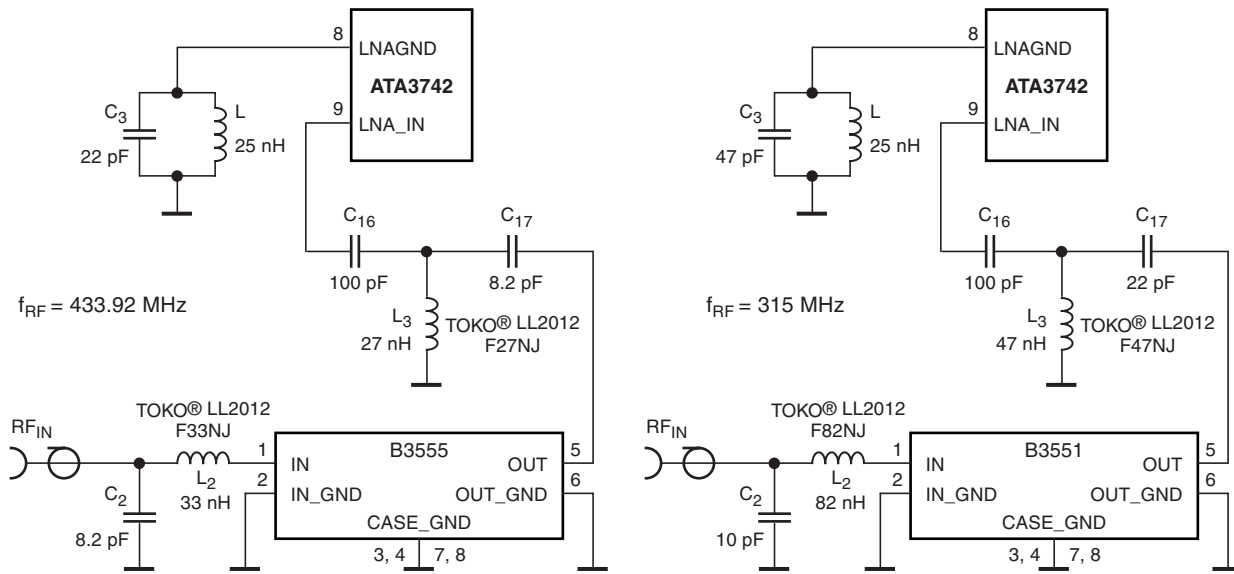 8
LNAGND
ATA3742
9
LNA_IN
C3
22 pF
L
25 nH
C16
100 pF
C17
8.2 pF
fRF = 433.92 MHz
L3
27 nH
TOKO® LL2012
F27NJ
RFIN
C2
8.2 pF
TOKO® LL2012
F33NJ
L2
33 nH
1
2
IN
IN_GND
B3555
OUT
OUT_GND
CASE_GND
5
6
3, 4
7, 8
8
LNAGND
ATA3742
9
LNA_IN
C3
47 pF
L
25 nH
C16
100 pF
C17
22 pF
fRF = 315 MHz
L3
47 nH
TOKO® LL2012
F47NJ
RFIN
C2
10 pF
TOKO® LL2012
F82NJ
L2
82 nH
1
2
IN
IN_GND
B3551
OUT
OUT_GND
CASE_GND
5
6
3, 4
7, 8